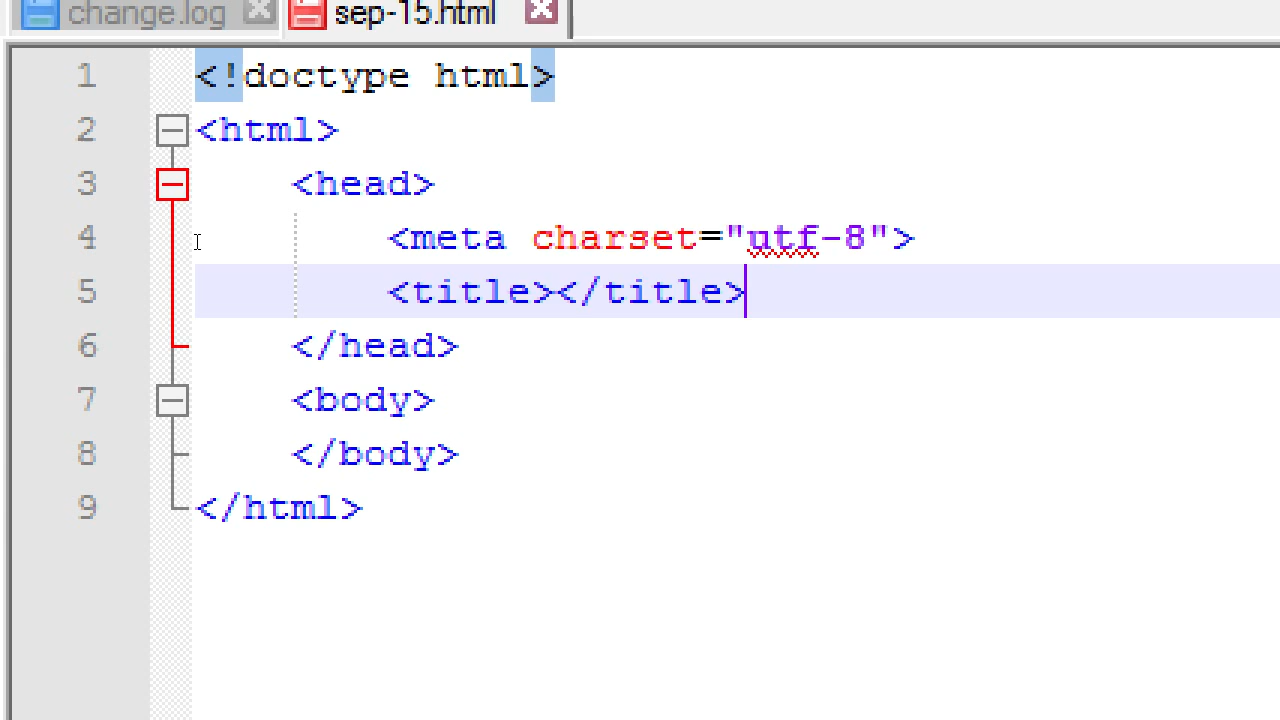 change.log sep-15.html
1 <!doctype html>
2 <html>
3 <head>
4 <meta charset="utf-8">
5 <title></title>
6 </head>
7 <body>
8 </body>
9 </html>